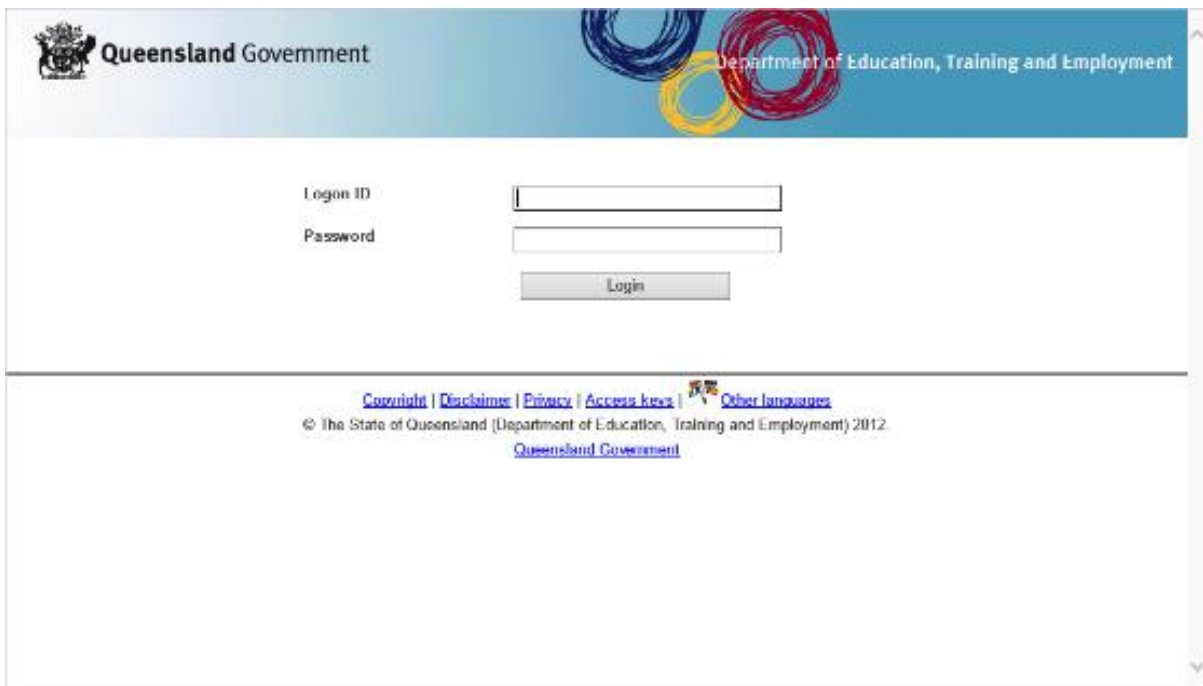 Queensland Government
Department of Education, Training and Employment
Logon ID
Password
Login
Copyright | Disclaimer | Privacy | Access keys | Other languages
© The State of Queensland (Department of Education, Training and Employment) 2012.
Queensland Government